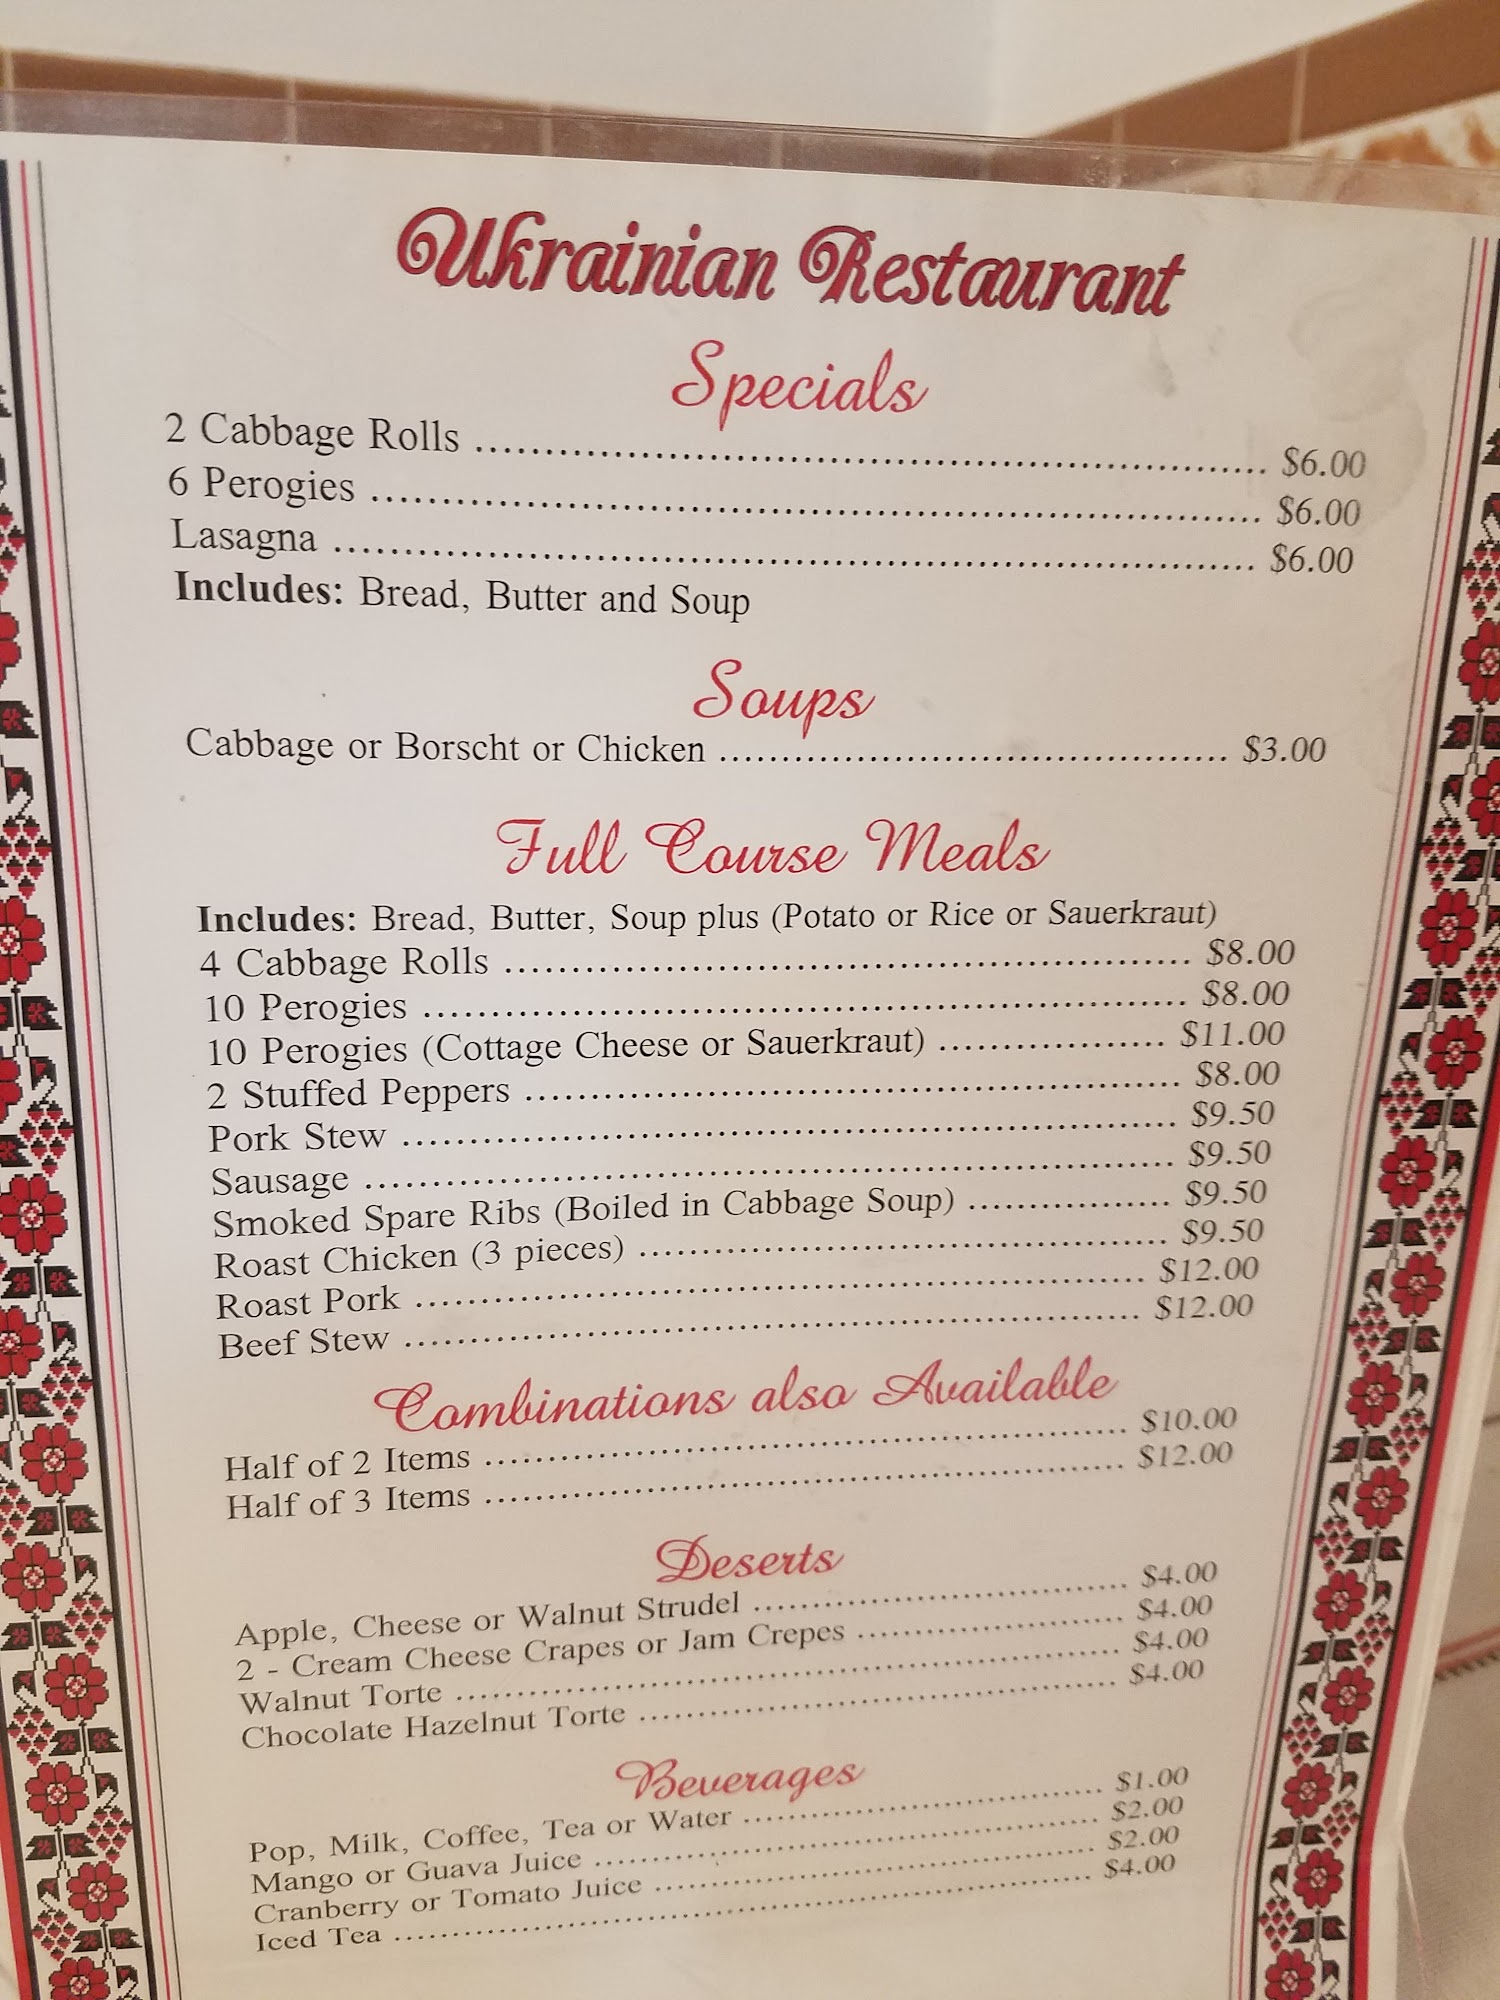 Ukrainian Restaurant
Specials
2 Cabbage Rolls ........ $6.00
6 Perogies ........ $6.00
Lasagna ........ $6.00
Includes: Bread, Butter and Soup
Soups
Cabbage or Borscht or Chicken ........ $3.00
Full Course Meals
Includes: Bread, Butter, Soup plus (Potato or Rice or Sauerkraut)
4 Cabbage Rolls ........ $8.00
10 Perogies ........ $8.00
10 Perogies (Cottage Cheese or Sauerkraut) ........ $11.00
2 Stuffed Peppers ........ $8.00
Pork Stew ........ $9.50
Sausage ........ $9.50
Smoked Spare Ribs (Boiled in Cabbage Soup) ........ $9.50
Roast Chicken (3 pieces) ........ $9.50
Roast Pork ........ $12.00
Beef Stew ........ $12.00
Combinations also Available
Half of 2 Items ........ $10.00
Half of 3 Items ........ $12.00
Deserts
Apple, Cheese or Walnut Strudel ........ $4.00
2 - Cream Cheese Crapes or Jam Crepes ........ $4.00
Walnut Torte ........ $4.00
Chocolate Hazelnut Torte ........ $4.00
Beverages
Pop, Milk, Coffee, Tea or Water ........ $1.00
Mango or Guava Juice ........ $2.00
Cranberry or Tomato Juice ........ $2.00
Iced Tea ........ $4.00